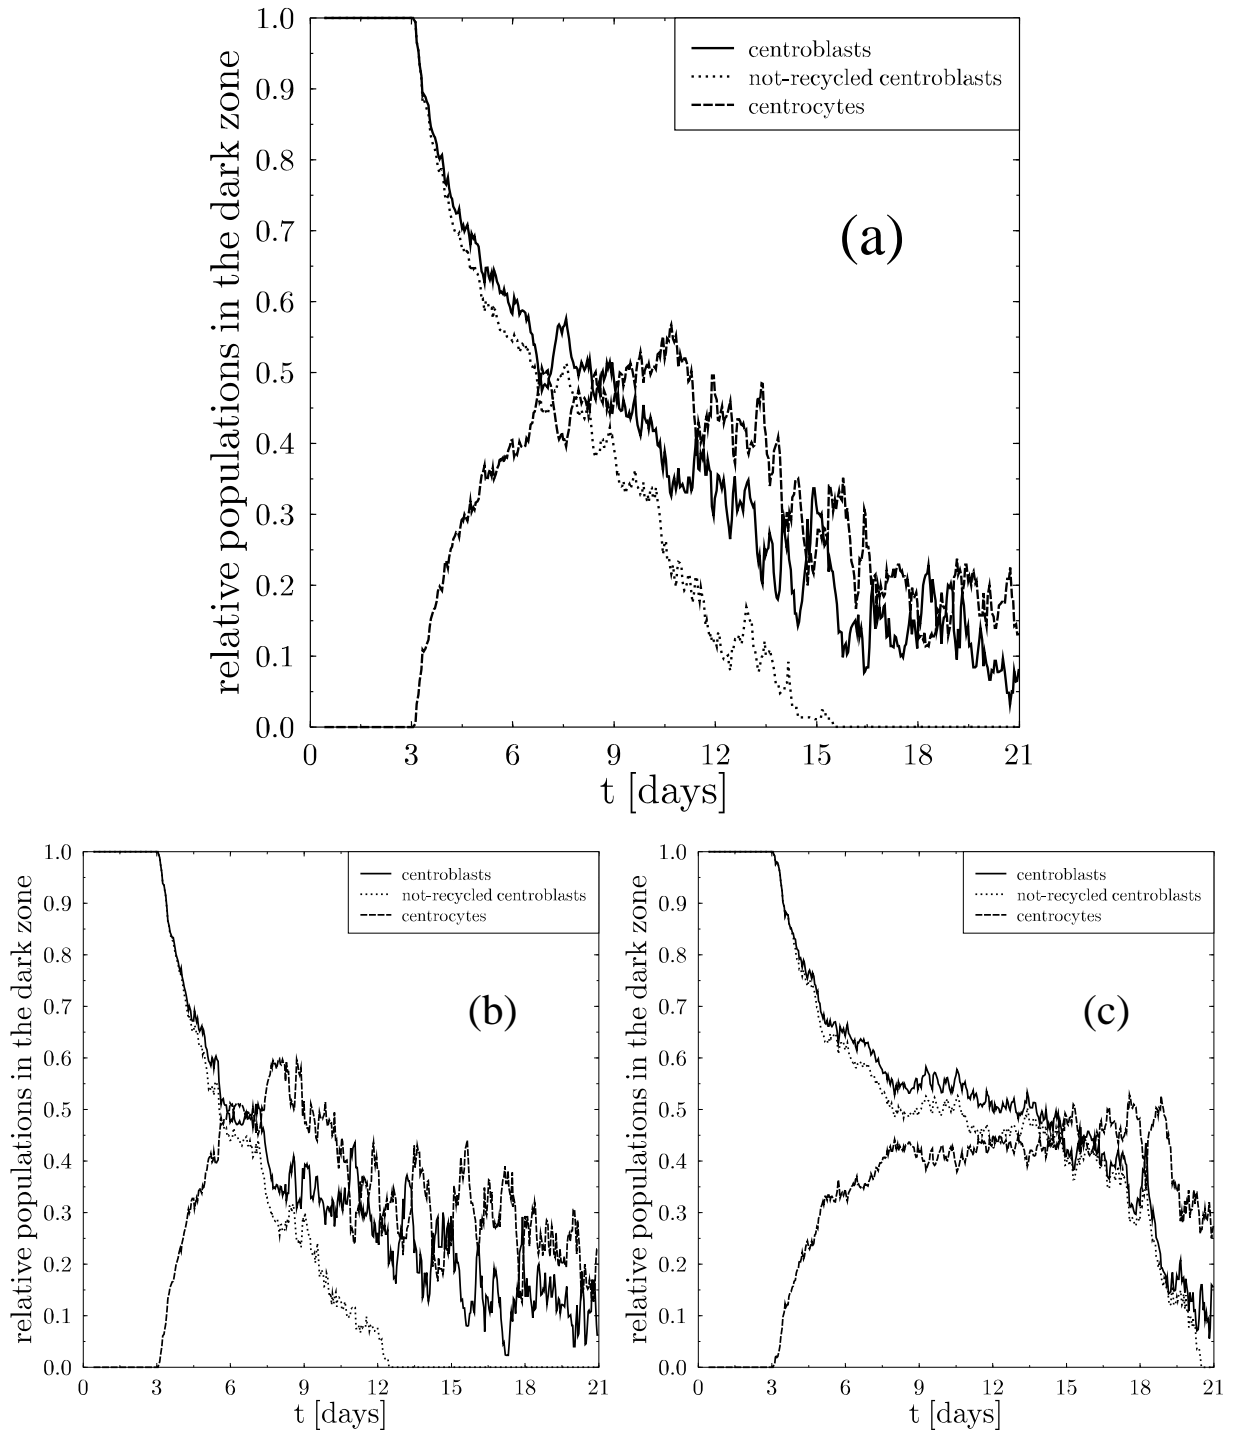 1.0
0.9
0.8
0.7
0.6
0.5
0.4
0.3
0.2
0.1
0.0
relative populations in the dark zone
centroblasts
not-recycled centroblasts
centrocytes
(a)
0 3 6 9 12 15 18 21
t [days]
1.0
0.9
0.8
0.7
0.6
0.5
0.4
0.3
0.2
0.1
0.0
relative populations in the dark zone
centroblasts
not-recycled centroblasts
centrocytes
(b)
0 3 6 9 12 15 18 21
t [days]
1.0
0.9
0.8
0.7
0.6
0.5
0.4
0.3
0.2
0.1
0.0
relative populations in the dark zone
centroblasts
not-recycled centroblasts
centrocytes
(c)
0 3 6 9 12 15 18 21
t [days]